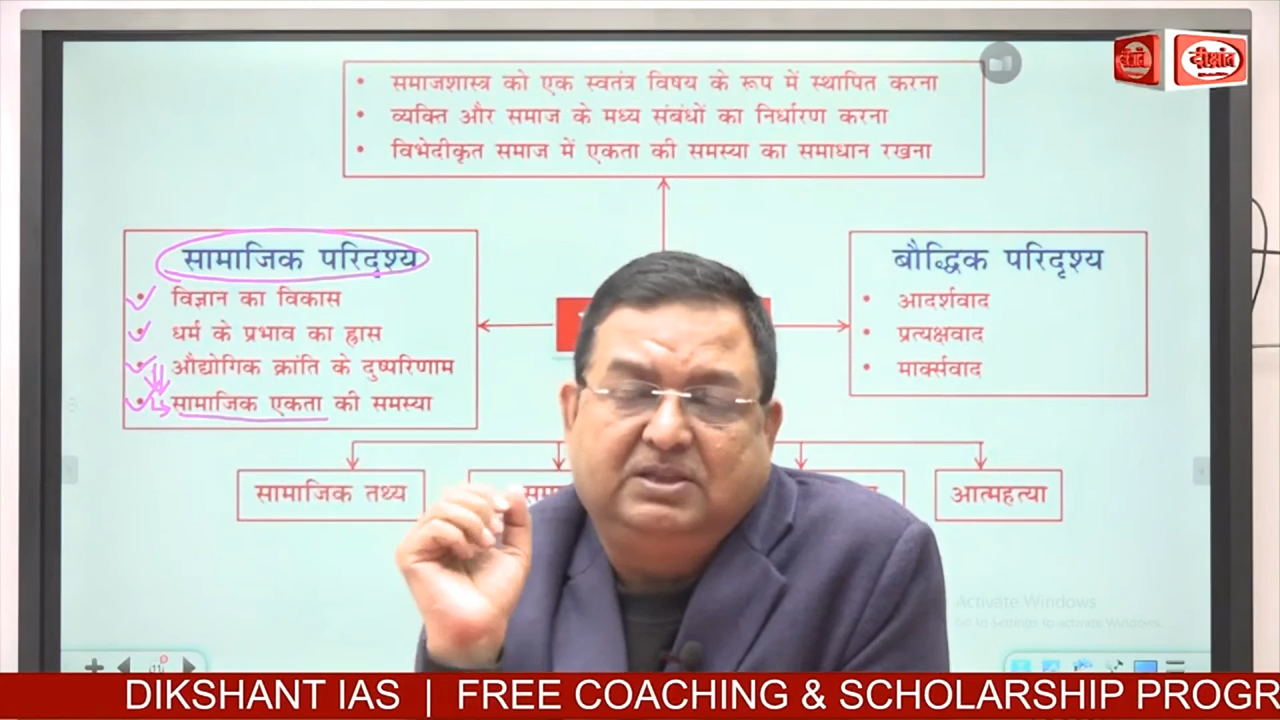 दीक्षांत
• समाजशास्त्र को एक स्वतंत्र विषय के रूप में स्थापित करना
• व्यक्ति और समाज के मध्य संबंधों का निर्धारण करना
• विभेदीकृत समाज में एकता की समस्या का समाधान रखना
सामाजिक परिदृश्य
• विज्ञान का विकास
• धर्म के प्रभाव का ह्रास
• औद्योगिक क्रांति के दुष्परिणाम
• सामाजिक एकता की समस्या
बौद्धिक परिदृश्य
• आदर्शवाद
• प्रत्यक्षवाद
• मार्क्सवाद
सामाजिक तथ्य
आत्महत्या
Activate Windows
Go to Settings to activate Windows.
DIKSHANT IAS | FREE COACHING & SCHOLARSHIP PROGR